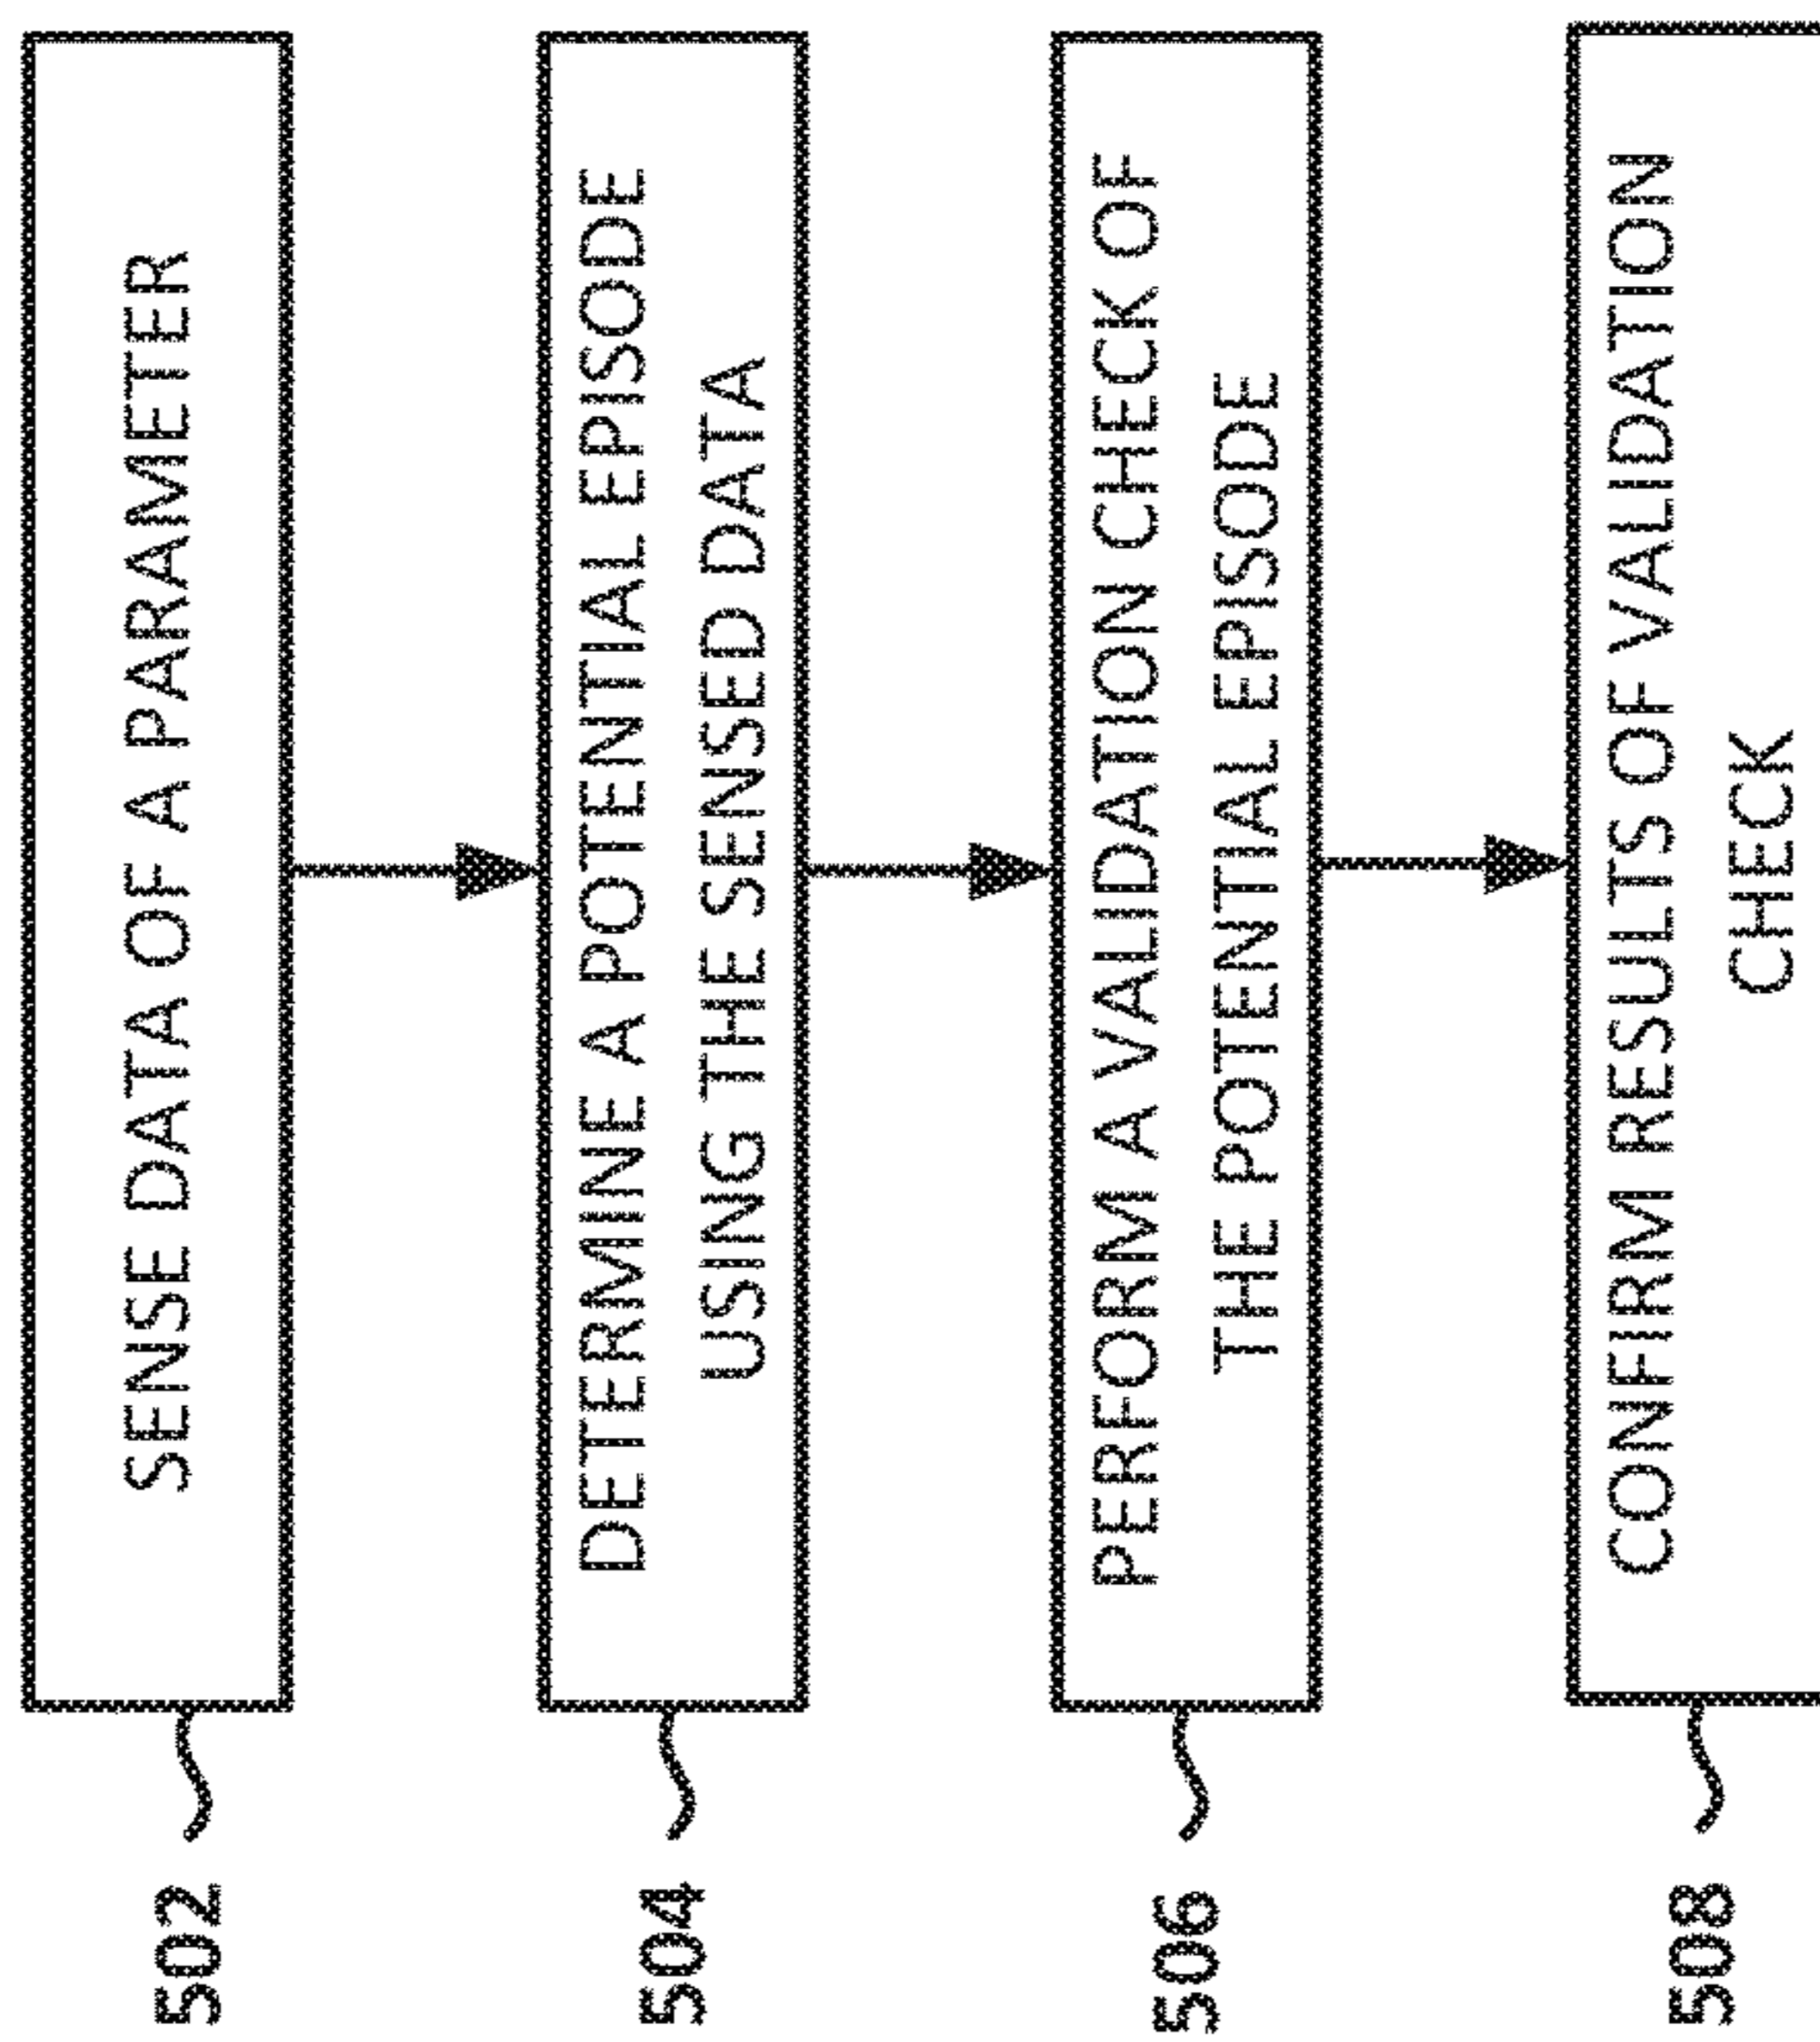 502
SENSE DATA OF A PARAMETER
504
DETERMINE A POTENTIAL EPISODE
USING THE SENSED DATA
506
PERFORM A VALIDATION CHECK OF
THE POTENTIAL EPISODE
508
CONFIRM RESULTS OF VALIDATION
CHECK